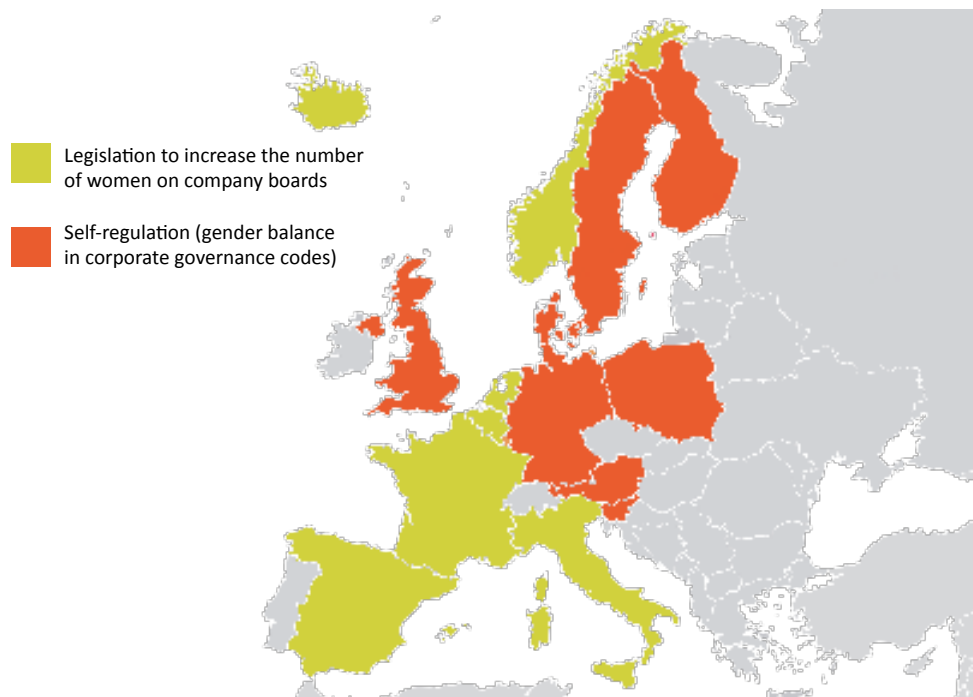 Legislation to increase the number
of women on company boards
Self-regulation (gender balance
in corporate governance codes)